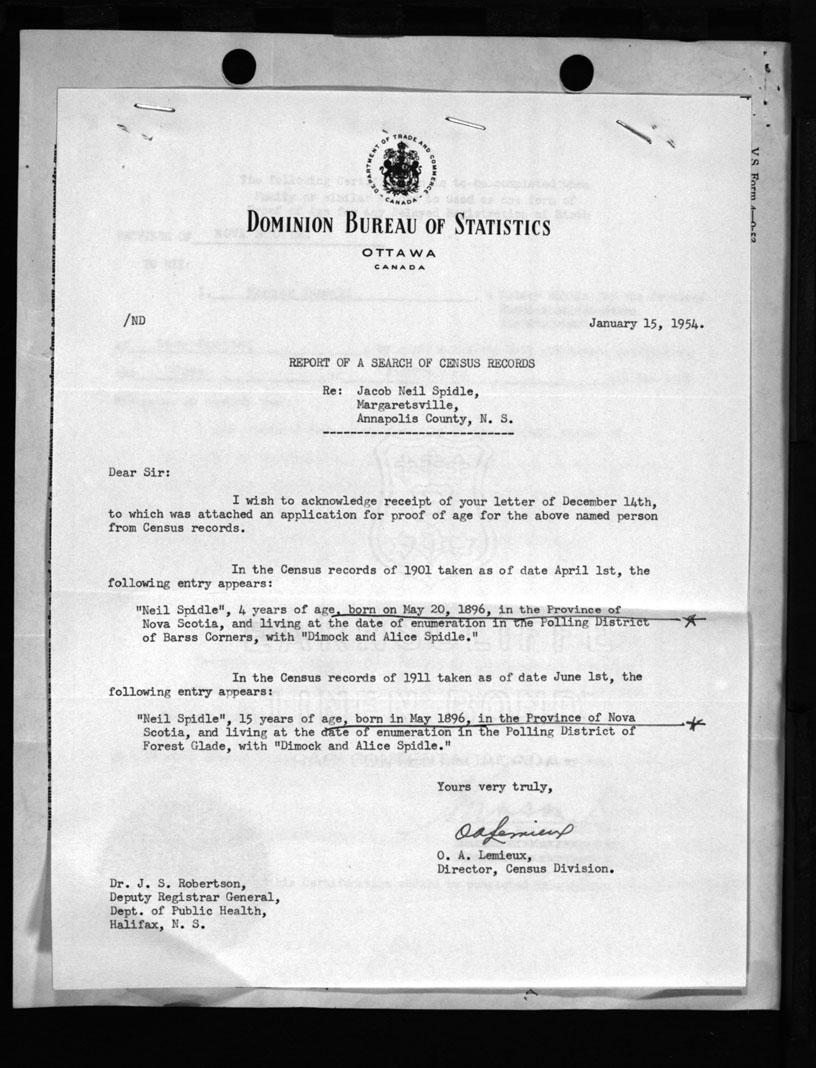 DEPARTMENT OF TRADE AND COMMERCE
CANADA
DOMINION BUREAU OF STATISTICS
OTTAWA
CANADA
V.S. Form 4—9-53
/ND
January 15, 1954.
REPORT OF A SEARCH OF CENSUS RECORDS
Re: Jacob Neil Spidle,
Margaretsville,
Annapolis County, N. S.
Dear Sir:
I wish to acknowledge receipt of your letter of December 14th,
to which was attached an application for proof of age for the above named person
from Census records.
In the Census records of 1901 taken as of date April 1st, the
following entry appears:
"Neil Spidle", 4 years of age, born on May 20, 1896, in the Province of
Nova Scotia, and living at the date of enumeration in the Polling District
of Barss Corners, with "Dimock and Alice Spidle."
In the Census records of 1911 taken as of date June 1st, the
following entry appears:
"Neil Spidle", 15 years of age, born in May 1896, in the Province of Nova
Scotia, and living at the date of enumeration in the Polling District of
Forest Glade, with "Dimock and Alice Spidle."
Yours very truly,
O A Lemieux
O. A. Lemieux,
Director, Census Division.
Dr. J. S. Robertson,
Deputy Registrar General,
Dept. of Public Health,
Halifax, N. S.